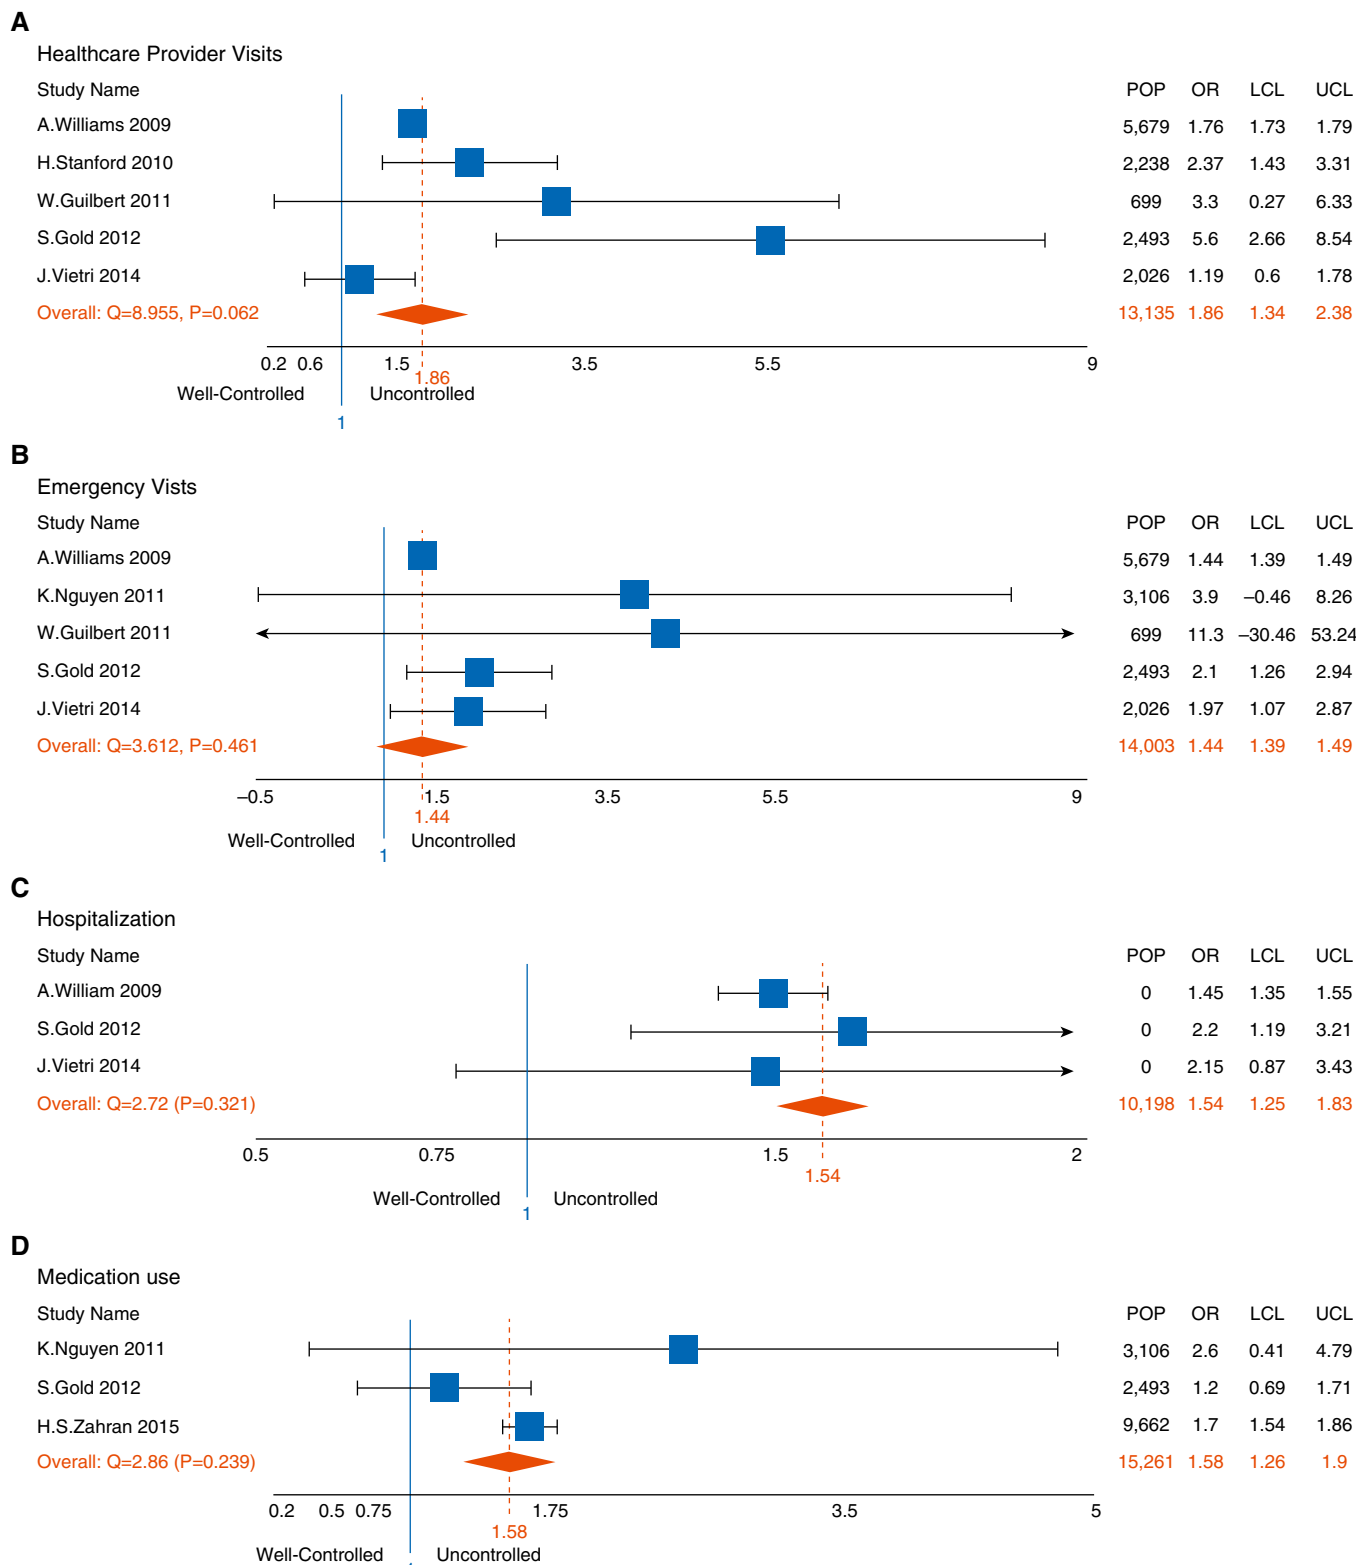 A
Healthcare Provider Visits
Study Name POP OR LCL UCL
A.Williams 2009 5,679 1.76 1.73 1.79
H.Stanford 2010 2,238 2.37 1.43 3.31
W.Guilbert 2011 699 3.3 0.27 6.33
S.Gold 2012 2,493 5.6 2.66 8.54
J.Vietri 2014 2,026 1.19 0.6 1.78
Overall: Q=8.955, P=0.062 13,135 1.86 1.34 2.38
0.2 0.6 1.5 3.5 5.5 9
1.86
Well-Controlled Uncontrolled
1
B
Emergency Vists
Study Name POP OR LCL UCL
A.Williams 2009 5,679 1.44 1.39 1.49
K.Nguyen 2011 3,106 3.9 –0.46 8.26
W.Guilbert 2011 699 11.3 –30.46 53.24
S.Gold 2012 2,493 2.1 1.26 2.94
J.Vietri 2014 2,026 1.97 1.07 2.87
Overall: Q=3.612, P=0.461 14,003 1.44 1.39 1.49
–0.5 1.5 3.5 5.5 9
1.44
Well-Controlled Uncontrolled
1
C
Hospitalization
Study Name POP OR LCL UCL
A.William 2009 0 1.45 1.35 1.55
S.Gold 2012 0 2.2 1.19 3.21
J.Vietri 2014 0 2.15 0.87 3.43
Overall: Q=2.72 (P=0.321) 10,198 1.54 1.25 1.83
0.5 0.75 1.5 2
1.54
Well-Controlled Uncontrolled
1
D
Medication use
Study Name POP OR LCL UCL
K.Nguyen 2011 3,106 2.6 0.41 4.79
S.Gold 2012 2,493 1.2 0.69 1.71
H.S.Zahran 2015 9,662 1.7 1.54 1.86
Overall: Q=2.86 (P=0.239) 15,261 1.58 1.26 1.9
0.2 0.5 0.75 1.75 3.5 5
1.58
Well-Controlled Uncontrolled